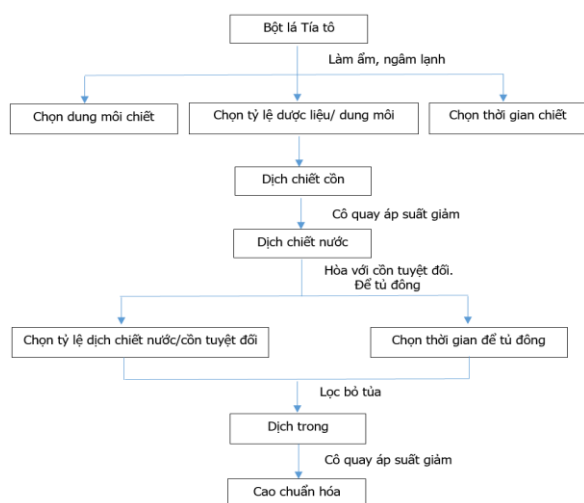 Bột lá Tía tô
Làm ẩm, ngâm lạnh
Chọn dung môi chiết
Chọn tỷ lệ dược liệu/ dung môi
Chọn thời gian chiết
Dịch chiết cồn
Cô quay áp suất giảm
Dịch chiết nước
Hòa với cồn tuyệt đối.
Để tủ đông
Chọn tỷ lệ dịch chiết nước/cồn tuyệt đối
Chọn thời gian để tủ đông
Lọc bỏ tủa
Dịch trong
Cô quay áp suất giảm
Cao chuẩn hóa